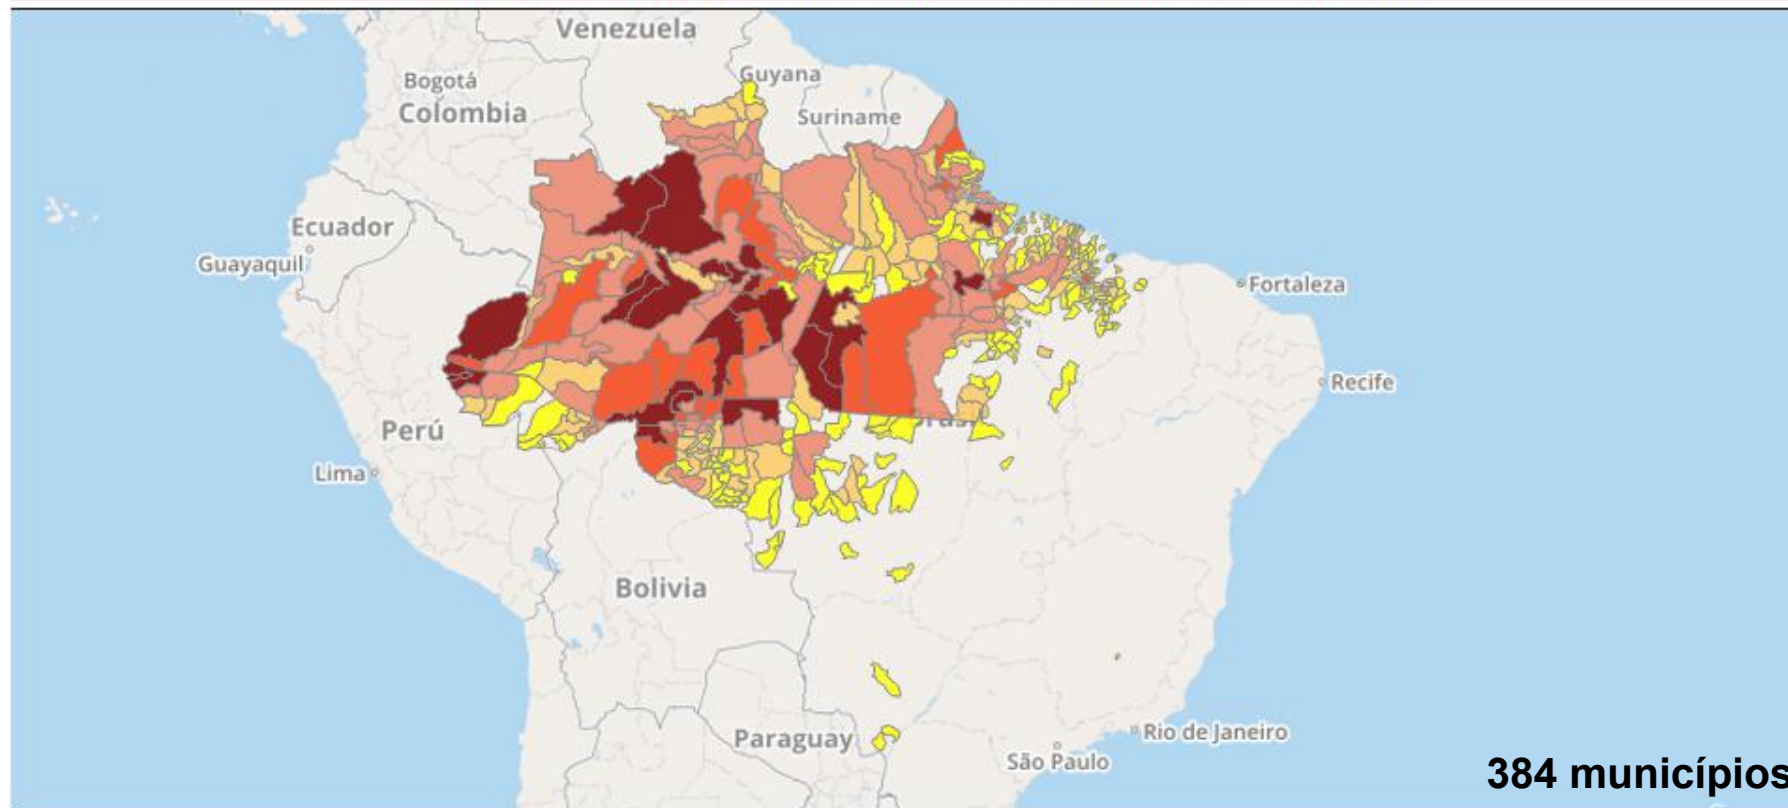 Venezuela
Guyana
Bogotá
Colombia
Suriname
Ecuador
Guayaquil
Fortaleza
Recife
Perú
Lima
Bolivia
Paraguay
Rio de Janeiro
São Paulo
384 municípios